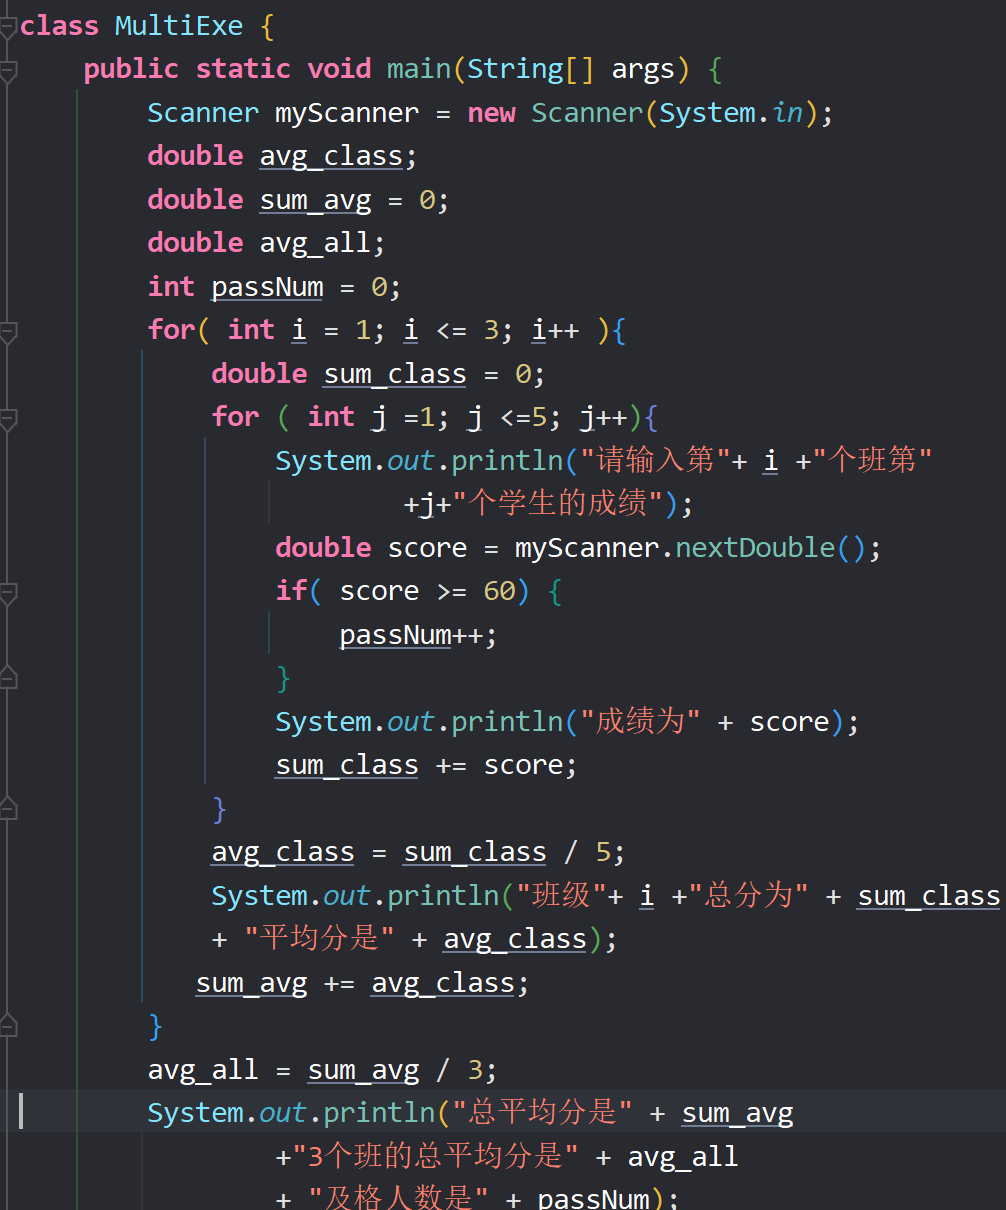 class MultiExe {
public static void main(String[] args) {
Scanner myScanner = new Scanner(System.in);
double avg_class;
double sum_avg = 0;
double avg_all;
int passNum = 0;
for( int i = 1; i <= 3; i++ ){
double sum_class = 0;
for ( int j =1; j <=5; j++){
System.out.println("请输入第"+ i +"个班第"
+j+"个学生的成绩");
double score = myScanner.nextDouble();
if( score >= 60) {
passNum++;
}
System.out.println("成绩为" + score);
sum_class += score;
}
avg_class = sum_class / 5;
System.out.println("班级"+ i +"总分为" + sum_class
+ "平均分是" + avg_class);
sum_avg += avg_class;
}
avg_all = sum_avg / 3;
System.out.println("总平均分是" + sum_avg
+"3个班的总平均分是" + avg_all
+ "及格人数是" + passNum);